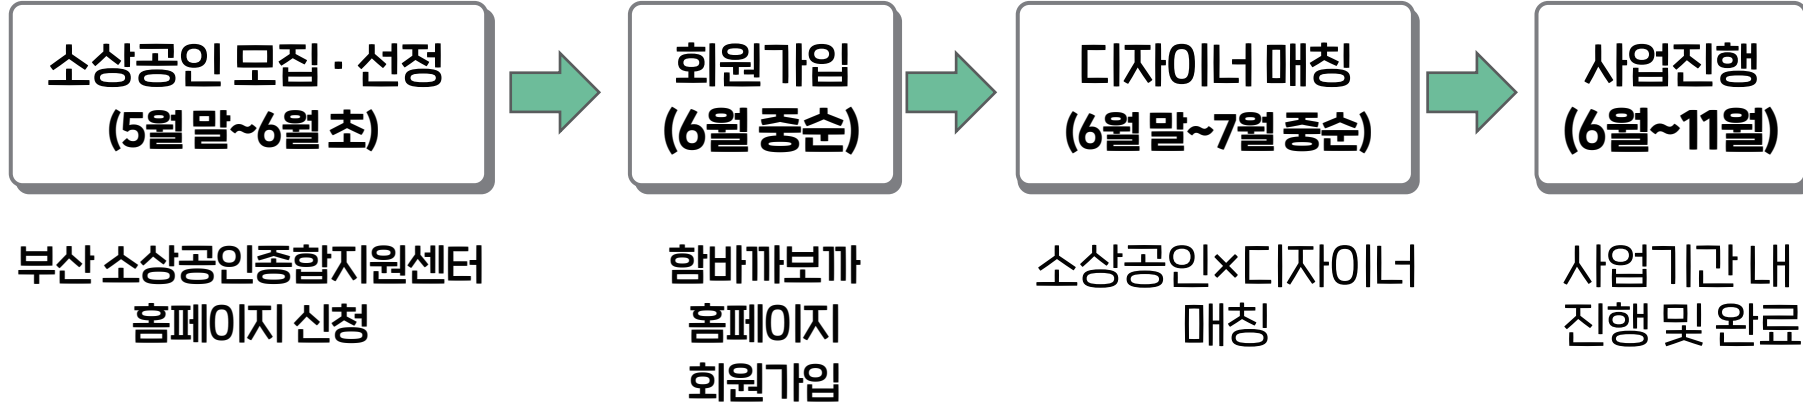 소상공인 모집 · 선정
(5월 말~6월 초)
회원가입
(6월 중순)
디자이너 매칭
(6월 말~7월 중순)
사업진행
(6월~11월)
부산 소상공인종합지원센터
홈페이지 신청
함바까보까
홈페이지
회원가입
소상공인×디자이너
매칭
사업기간 내
진행 및 완료